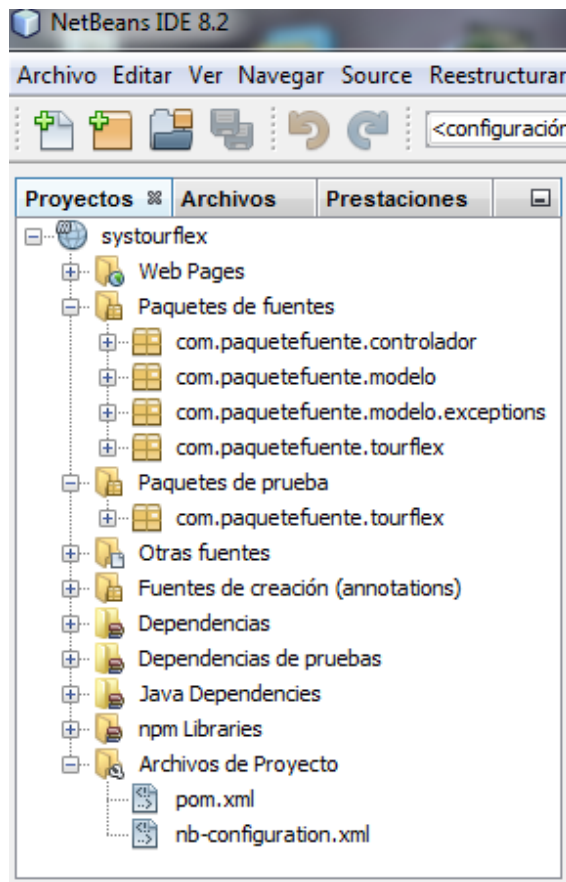 NetBeans IDE 8.2
Archivo Editar Ver Navegar Source Reestructurar
<configuración
Proyectos Archivos Prestaciones
systourflex
Web Pages
Paquetes de fuentes
com.paquetefuente.controlador
com.paquetefuente.modelo
com.paquetefuente.modelo.exceptions
com.paquetefuente.tourflex
Paquetes de prueba
com.paquetefuente.tourflex
Otras fuentes
Fuentes de creación (annotations)
Dependencias
Dependencias de pruebas
Java Dependencies
npm Libraries
Archivos de Proyecto
pom.xml
nb-configuration.xml